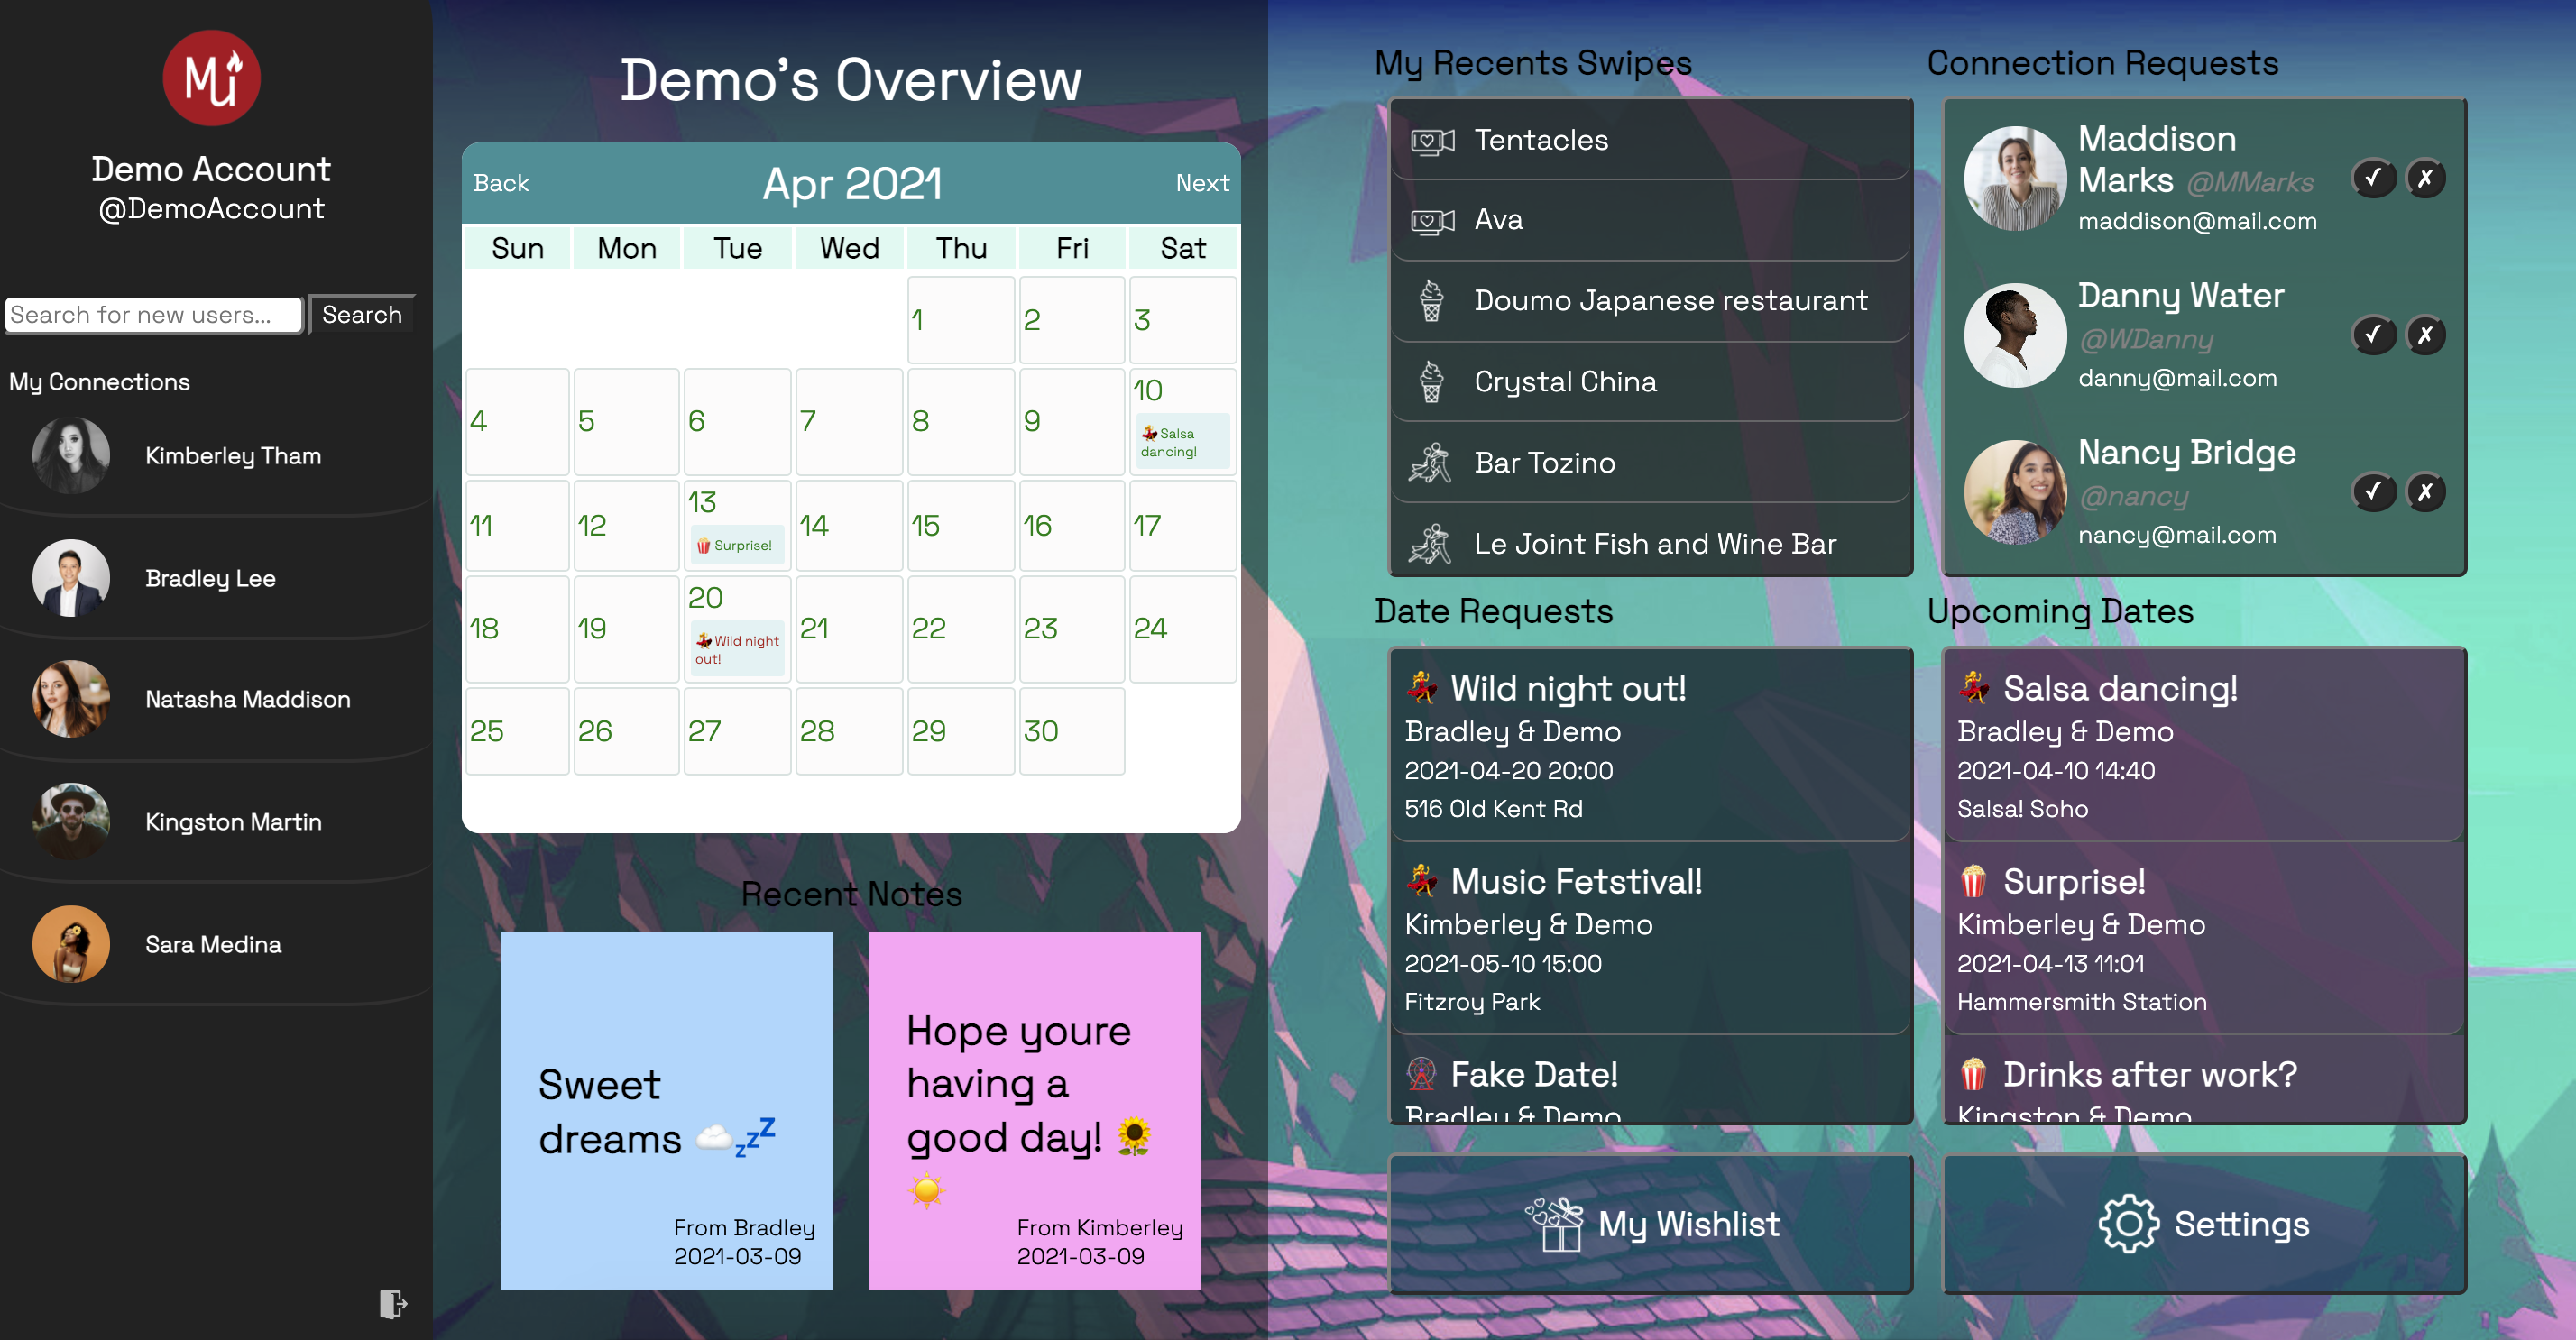 Mu
Demo Account
@DemoAccount
Search for new users...
Search
My Connections
Kimberley Tham
Bradley Lee
Natasha Maddison
Kingston Martin
Sara Medina
Demo's Overview
Back
Apr 2021
Next
Sun Mon Tue Wed Thu Fri Sat
1 2 3
4 5 6 7 8 9 10
💃Salsa
dancing!
11 12 13 14 15 16 17
🍿 Surprise!
18 19 20 21 22 23 24
💃Wild night
out!
25 26 27 28 29 30
Recent Notes
Sweet
dreams ☁️💤
From Bradley
2021-03-09
Hope youre
having a
good day! 🌻
☀️
From Kimberley
2021-03-09
My Recents Swipes
Tentacles
Ava
Doumo Japanese restaurant
Crystal China
Bar Tozino
Le Joint Fish and Wine Bar
Connection Requests
Maddison
Marks @MMarks
maddison@mail.com
✓ ✗
Danny Water
@WDanny
danny@mail.com
✓ ✗
Nancy Bridge
@nancy
nancy@mail.com
✓ ✗
Date Requests
💃 Wild night out!
Bradley & Demo
2021-04-20 20:00
516 Old Kent Rd
💃 Music Fetstival!
Kimberley & Demo
2021-05-10 15:00
Fitzroy Park
🎡 Fake Date!
Bradley & Demo
Upcoming Dates
💃 Salsa dancing!
Bradley & Demo
2021-04-10 14:40
Salsa! Soho
🍿 Surprise!
Kimberley & Demo
2021-04-13 11:01
Hammersmith Station
🍿 Drinks after work?
Kingston & Demo
My Wishlist
Settings